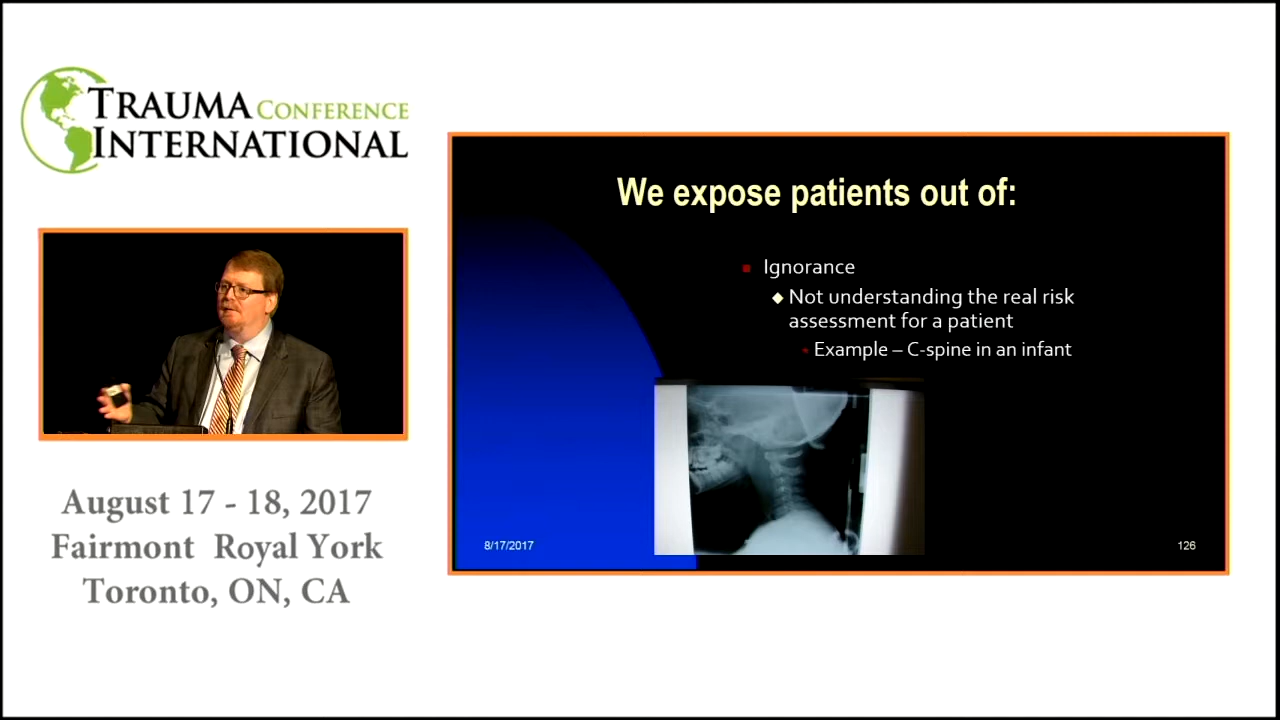 TRAUMA CONFERENCE
INTERNATIONAL
August 17 - 18, 2017
Fairmont Royal York
Toronto, ON, CA
We expose patients out of:
Ignorance
Not understanding the real risk
assessment for a patient
Example – C-spine in an infant
8/17/2017
126